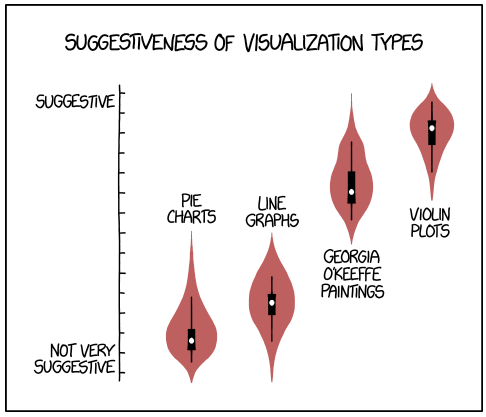 SUGGESTIVENESS OF VISUALIZATION TYPES
SUGGESTIVE
PIE
CHARTS
LINE
GRAPHS
GEORGIA
O'KEEFFE
PAINTINGS
VIOLIN
PLOTS
NOT VERY
SUGGESTIVE